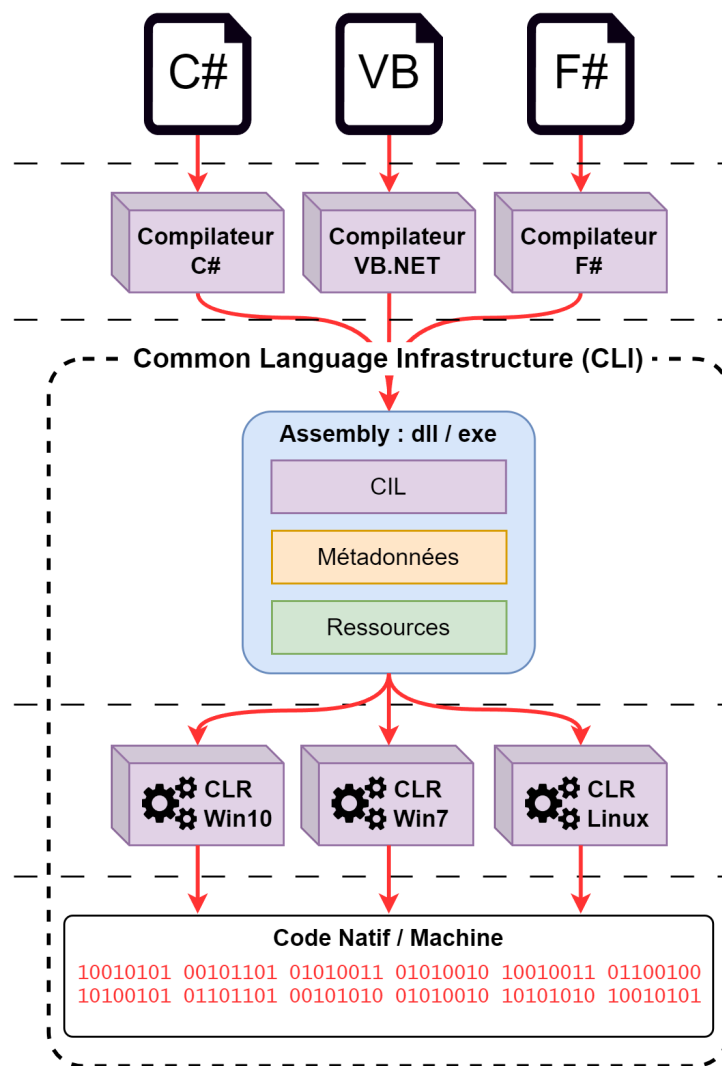 C#
VB
F#
Compilateur
C#
Compilateur
VB.NET
Compilateur
F#
Common Language Infrastructure (CLI)
Assembly : dll / exe
CIL
Métadonnées
Ressources
CLR
Win10
CLR
Win7
CLR
Linux
Code Natif / Machine
10010101 00101101 01010011 01010010 10010011 01100100
10100101 01101101 00101010 01010010 10101010 10010101